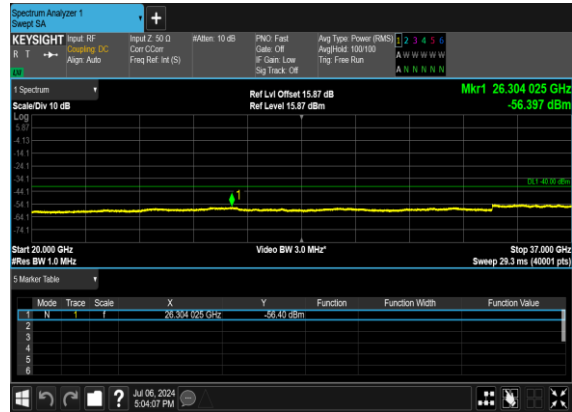 Spectrum Analyzer 1
Swept SA
+
KEYSIGHT
R T
LW
Input: RF
Coupling: DC
Align: Auto
Input Z: 50 Ω
Corr CCorr
Freq Ref: Int (S)
#Atten: 10 dB
PNO: Fast
Gate: Off
IF Gain: Low
Sig Track: Off
Avg Type: Power (RMS)
Avg|Hold: 100/100
Trig: Free Run
1 2 3 4 5 6
A W W W W W
A N N N N N
1 Spectrum
Scale/Div 10 dB
Ref Lvl Offset 15.87 dB
Ref Level 15.87 dBm
Mkr1 26.304 025 GHz
-56.397 dBm
Log
5.87
-4.13
-14.1
-24.1
-34.1
-44.1
-54.1
-64.1
-74.1
DL1 -40.00 dBm
1
Start 20.000 GHz
#Res BW 1.0 MHz
Video BW 3.0 MHz*
Stop 37.000 GHz
Sweep 29.3 ms (40001 pts)
5 Marker Table
Mode Trace Scale X Y Function Function Width Function Value
1 N 1 f 26.304 025 GHz -56.40 dBm
2
3
4
5
6
?
Jul 06, 2024
5:04:07 PM